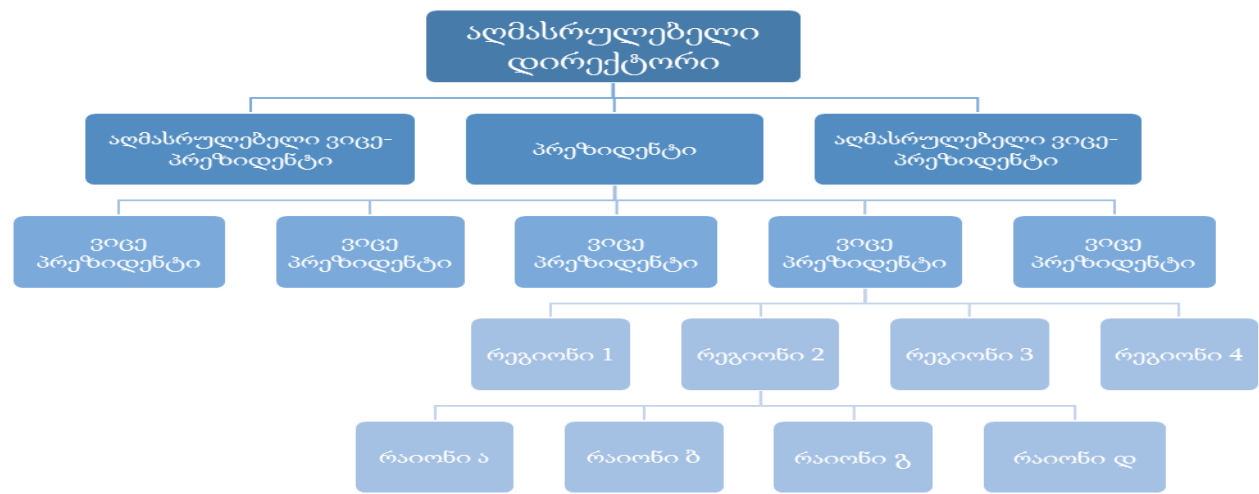 აღმასრულებელი
დირექტორი
აღმასრულებელი ვიცე-
პრეზიდენტი
პრეზიდენტი
აღმასრულებელი ვიცე-
პრეზიდენტი
ვიცე
პრეზიდენტი
ვიცე
პრეზიდენტი
ვიცე
პრეზიდენტი
ვიცე
პრეზიდენტი
ვიცე
პრეზიდენტი
რეგიონი 1
რეგიონი 2
რეგიონი 3
რეგიონი 4
რაიონი ა
რაიონი ბ
რაიონი გ
რაიონი დ